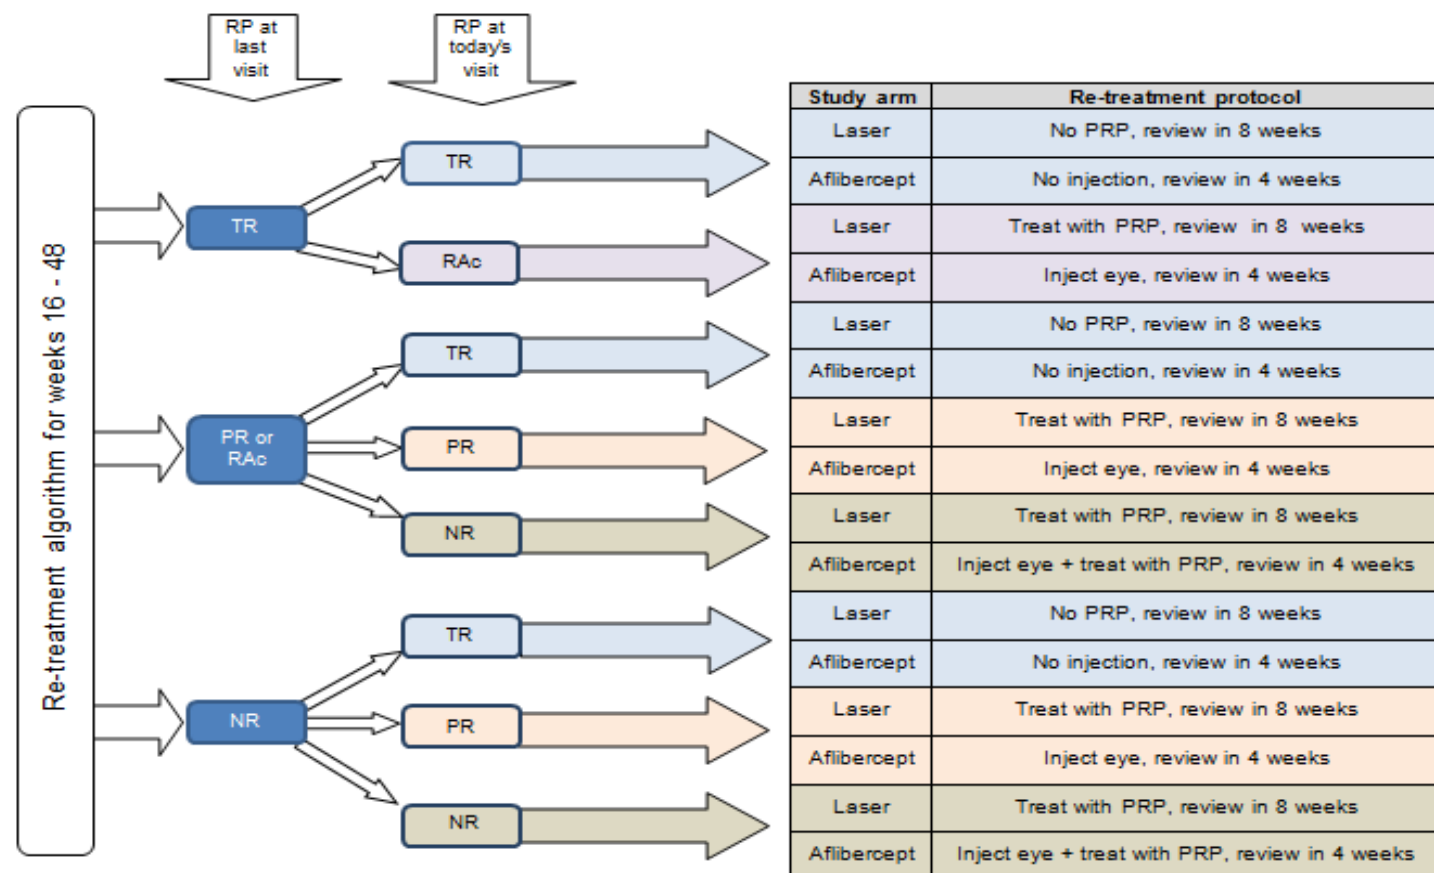 RP at
last
visit
RP at
today's
visit
Re-treatment algorithm for weeks 16 - 48
TR
TR
RAc
PR or
RAc
TR
PR
NR
NR
TR
PR
NR
Study arm Re-treatment protocol
Laser No PRP, review in 8 weeks
Aflibercept No injection, review in 4 weeks
Laser Treat with PRP, review in 8 weeks
Aflibercept Inject eye, review in 4 weeks
Laser No PRP, review in 8 weeks
Aflibercept No injection, review in 4 weeks
Laser Treat with PRP, review in 8 weeks
Aflibercept Inject eye, review in 4 weeks
Laser Treat with PRP, review in 8 weeks
Aflibercept Inject eye + treat with PRP, review in 4 weeks
Laser No PRP, review in 8 weeks
Aflibercept No injection, review in 4 weeks
Laser Treat with PRP, review in 8 weeks
Aflibercept Inject eye, review in 4 weeks
Laser Treat with PRP, review in 8 weeks
Aflibercept Inject eye + treat with PRP, review in 4 weeks